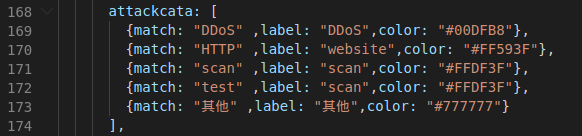 168 attackcata: [
169 {match: "DDoS" ,label: "DDoS",color: "#00DFB8"},
170 {match: "HTTP" ,label: "website",color: "#FF593F"},
171 {match: "scan" ,label: "scan",color: "#FFDF3F"},
172 {match: "test" ,label: "scan",color: "#FFDF3F"},
173 {match: "其他" ,label: "其他",color: "#777777"}
174 ],